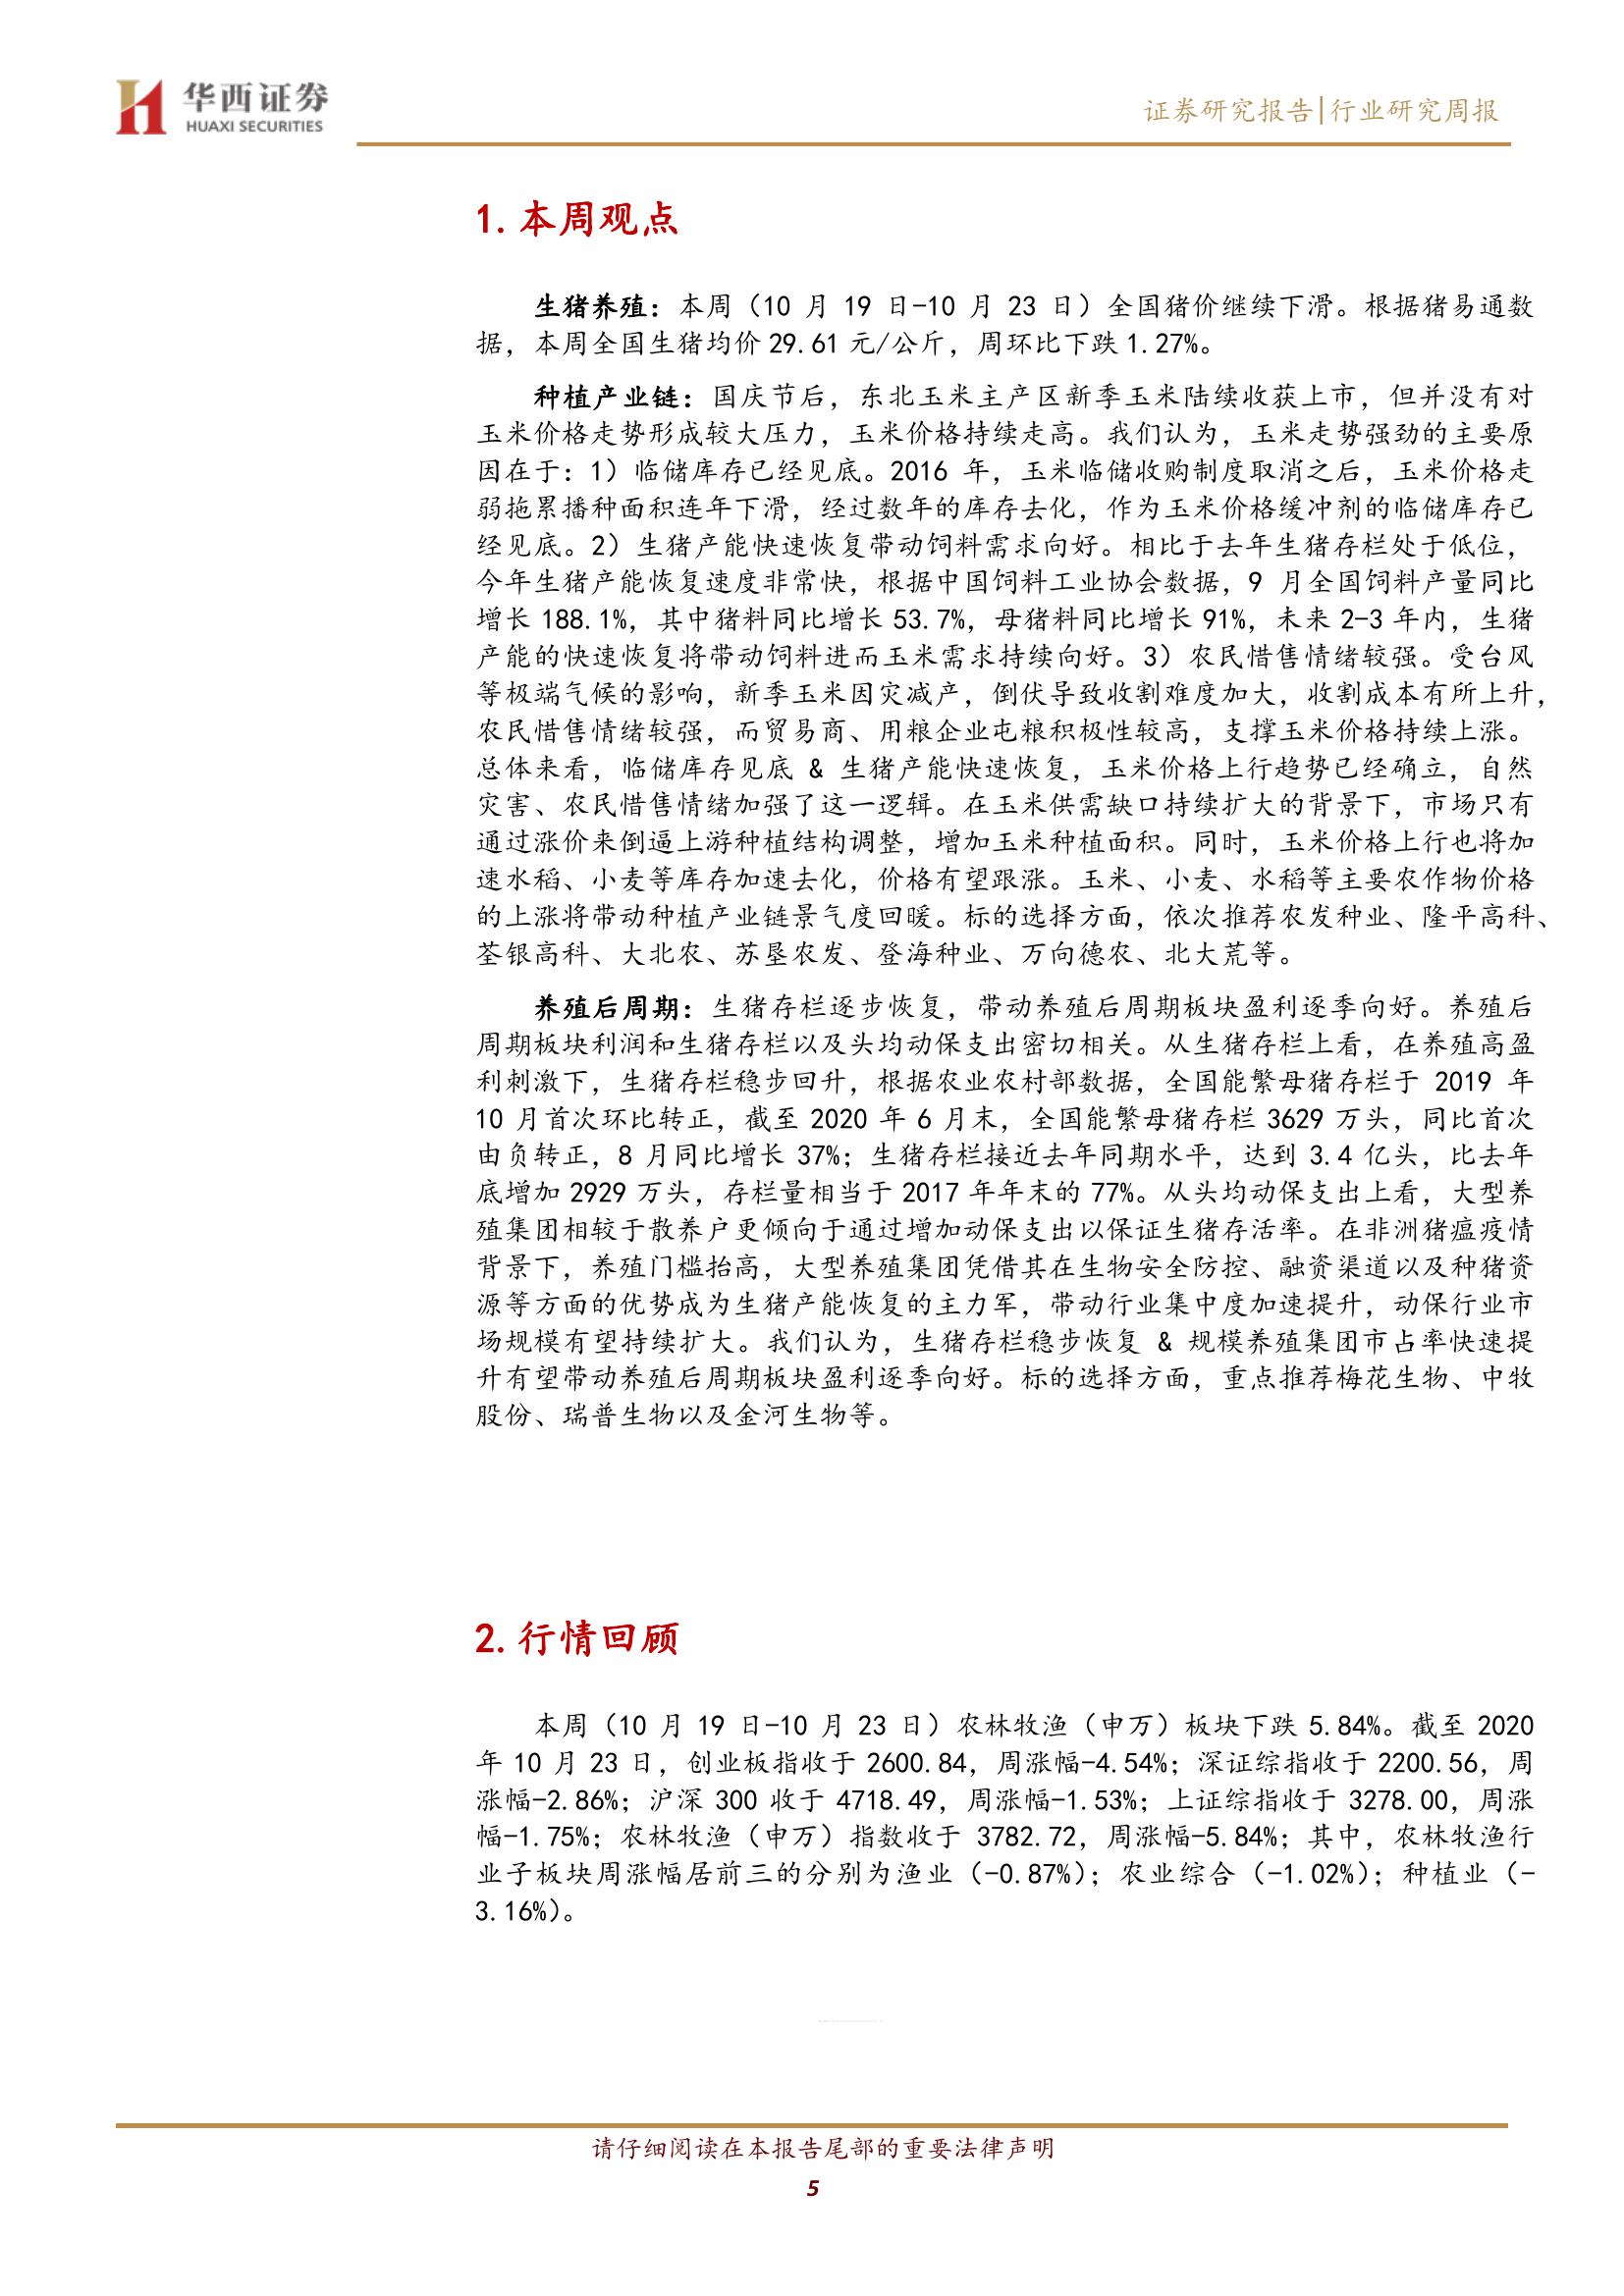 华西证券
HUAXI SECURITIES
证券研究报告|行业研究周报
1.本周观点
生猪养殖：本周（10 月 19 日-10 月 23 日）全国猪价继续下滑。根据猪易通数
据，本周全国生猪均价 29.61 元/公斤，周环比下跌 1.27%。
种植产业链：国庆节后，东北玉米主产区新季玉米陆续收获上市，但并没有对
玉米价格走势形成较大压力，玉米价格持续走高。我们认为，玉米走势强劲的主要原
因在于：1）临储库存已经见底。2016 年，玉米临储收购制度取消之后，玉米价格走
弱拖累播种面积连年下滑，经过数年的库存去化，作为玉米价格缓冲剂的临储库存已
经见底。2）生猪产能快速恢复带动饲料需求向好。相比于去年生猪存栏处于低位，
今年生猪产能恢复速度非常快，根据中国饲料工业协会数据，9 月全国饲料产量同比
增长 188.1%，其中猪料同比增长 53.7%，母猪料同比增长 91%，未来 2-3 年内，生猪
产能的快速恢复将带动饲料进而玉米需求持续向好。3）农民惜售情绪较强。受台风
等极端气候的影响，新季玉米因灾减产，倒伏导致收割难度加大，收割成本有所上升，
农民惜售情绪较强，而贸易商、用粮企业屯粮积极性较高，支撑玉米价格持续上涨。
总体来看，临储库存见底 & 生猪产能快速恢复，玉米价格上行趋势已经确立，自然
灾害、农民惜售情绪加强了这一逻辑。在玉米供需缺口持续扩大的背景下，市场只有
通过涨价来倒逼上游种植结构调整，增加玉米种植面积。同时，玉米价格上行也将加
速水稻、小麦等库存加速去化，价格有望跟涨。玉米、小麦、水稻等主要农作物价格
的上涨将带动种植产业链景气度回暖。标的选择方面，依次推荐农发种业、隆平高科、
荃银高科、大北农、苏垦农发、登海种业、万向德农、北大荒等。
养殖后周期：生猪存栏逐步恢复，带动养殖后周期板块盈利逐季向好。养殖后
周期板块利润和生猪存栏以及头均动保支出密切相关。从生猪存栏上看，在养殖高盈
利刺激下，生猪存栏稳步回升，根据农业农村部数据，全国能繁母猪存栏于 2019 年
10 月首次环比转正，截至 2020 年 6 月末，全国能繁母猪存栏 3629 万头，同比首次
由负转正，8 月同比增长 37%；生猪存栏接近去年同期水平，达到 3.4 亿头，比去年
底增加 2929 万头，存栏量相当于 2017 年年末的 77%。从头均动保支出上看，大型养
殖集团相较于散养户更倾向于通过增加动保支出以保证生猪存活率。在非洲猪瘟疫情
背景下，养殖门槛抬高，大型养殖集团凭借其在生物安全防控、融资渠道以及种猪资
源等方面的优势成为生猪产能恢复的主力军，带动行业集中度加速提升，动保行业市
场规模有望持续扩大。我们认为，生猪存栏稳步恢复 & 规模养殖集团市占率快速提
升有望带动养殖后周期板块盈利逐季向好。标的选择方面，重点推荐梅花生物、中牧
股份、瑞普生物以及金河生物等。
2.行情回顾
本周（10 月 19 日-10 月 23 日）农林牧渔（申万）板块下跌 5.84%。截至 2020
年 10 月 23 日，创业板指收于 2600.84，周涨幅-4.54%；深证综指收于 2200.56，周
涨幅-2.86%；沪深 300 收于 4718.49，周涨幅-1.53%；上证综指收于 3278.00，周涨
幅-1.75%；农林牧渔（申万）指数收于 3782.72，周涨幅-5.84%；其中，农林牧渔行
业子板块周涨幅居前三的分别为渔业（-0.87%）；农业综合（-1.02%）；种植业（-
3.16%）。
请仔细阅读在本报告尾部的重要法律声明
5